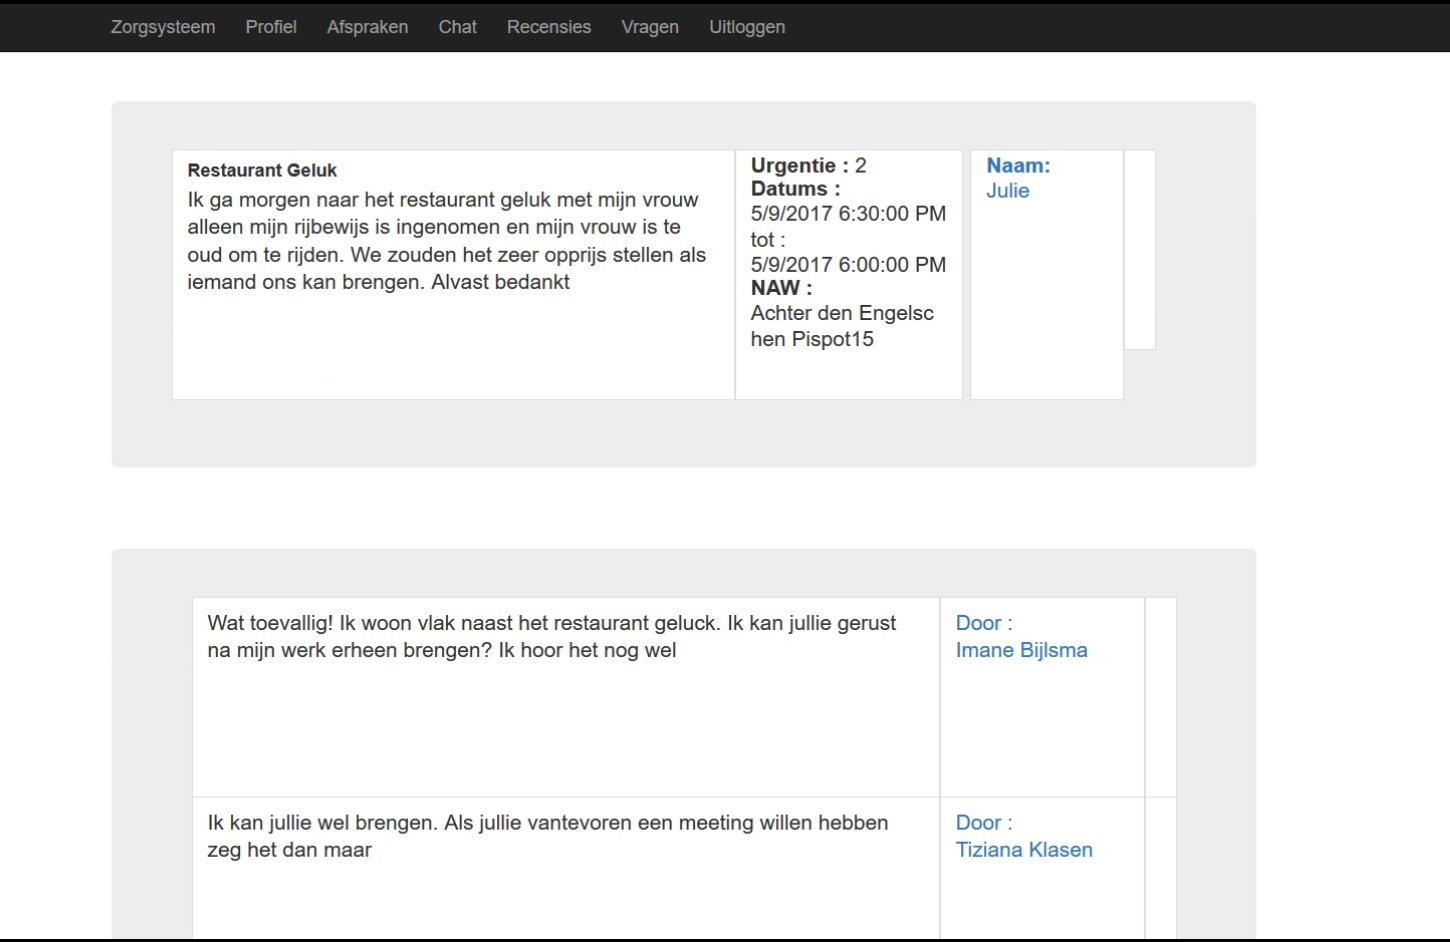 Zorgsysteem Profiel Afspraken Chat Recensies Vragen Uitloggen
Restaurant Geluk
Ik ga morgen naar het restaurant geluk met mijn vrouw
alleen mijn rijbewijs is ingenomen en mijn vrouw is te
oud om te rijden. We zouden het zeer opprijs stellen als
iemand ons kan brengen. Alvast bedankt
Urgentie : 2
Datums :
5/9/2017 6:30:00 PM
tot :
5/9/2017 6:00:00 PM
NAW :
Achter den Engelsc
hen Pispot15
Naam:
Julie
Wat toevallig! Ik woon vlak naast het restaurant geluck. Ik kan jullie gerust
na mijn werk erheen brengen? Ik hoor het nog wel
Door :
Imane Bijlsma
Ik kan jullie wel brengen. Als jullie vantevoren een meeting willen hebben
zeg het dan maar
Door :
Tiziana Klasen